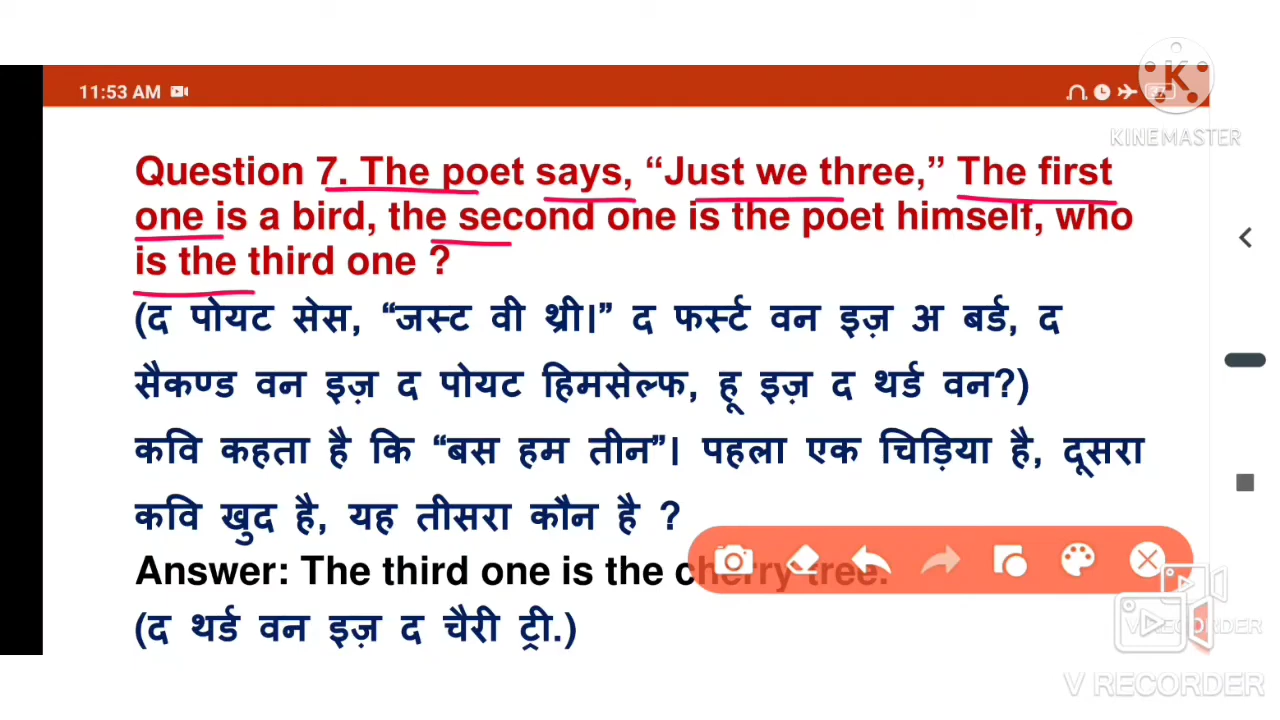 11:53 AM
KINEMASTER
Question 7. The poet says, “Just we three,” The first
one is a bird, the second one is the poet himself, who
is the third one ?
(द पोयट सेस, “जस्ट वी थ्री।” द फर्स्ट वन इज़ अ बर्ड, द
सैकण्ड वन इज़ द पोयट हिमसेल्फ, हू इज़ द थर्ड वन?)
कवि कहता है कि “बस हम तीन”। पहला एक चिड़िया है, दूसरा
कवि खुद है, यह तीसरा कौन है ?
Answer: The third one is the cherry tree.
(द थर्ड वन इज़ द चैरी ट्री.)
V RECORDER
V RECORDER